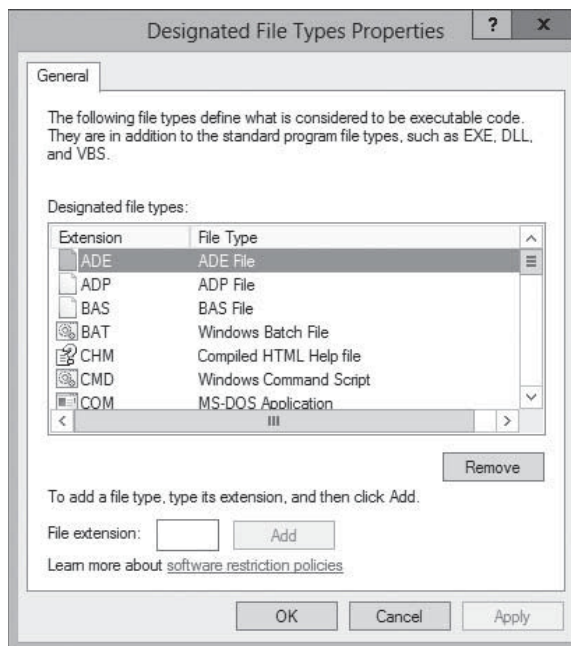 Designated File Types Properties
?
x
General
The following file types define what is considered to be executable code.
They are in addition to the standard program file types, such as EXE, DLL,
and VBS.
Designated file types:
Extension File Type
ADE ADE File
ADP ADP File
BAS BAS File
BAT Windows Batch File
CHM Compiled HTML Help file
CMD Windows Command Script
COM MS-DOS Application
Remove
To add a file type, type its extension, and then click Add.
File extension: Add
Learn more about software restriction policies
OK Cancel Apply